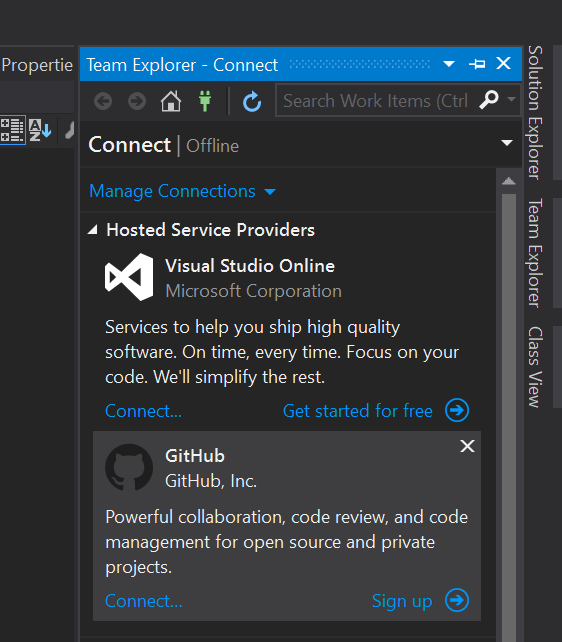 Propertie
Team Explorer - Connect
Search Work Items (Ctrl
Connect | Offline
Manage Connections
Hosted Service Providers
Visual Studio Online
Microsoft Corporation
Services to help you ship high quality
software. On time, every time. Focus on your
code. We'll simplify the rest.
Connect... Get started for free
GitHub
GitHub, Inc.
Powerful collaboration, code review, and code
management for open source and private
projects.
Connect... Sign up
Solution Explorer
Team Explorer
Class View